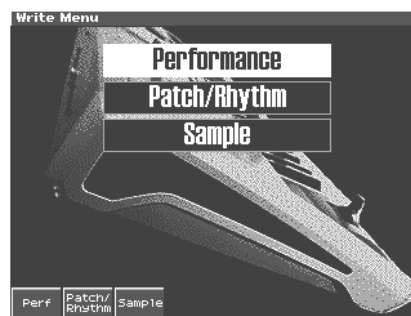 Write Menu
Performance
Patch/Rhythm
Sample
Perf
Patch/
Rhythm
Sample